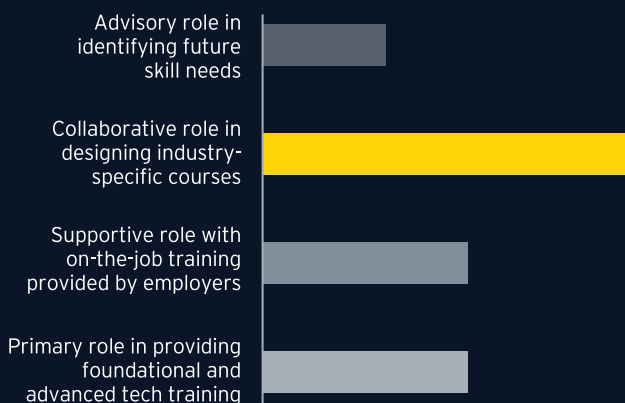 Advisory role in
identifying future
skill needs
Collaborative role in
designing industry-
specific courses
Supportive role with
on-the-job training
provided by employers
Primary role in providing
foundational and
advanced tech training